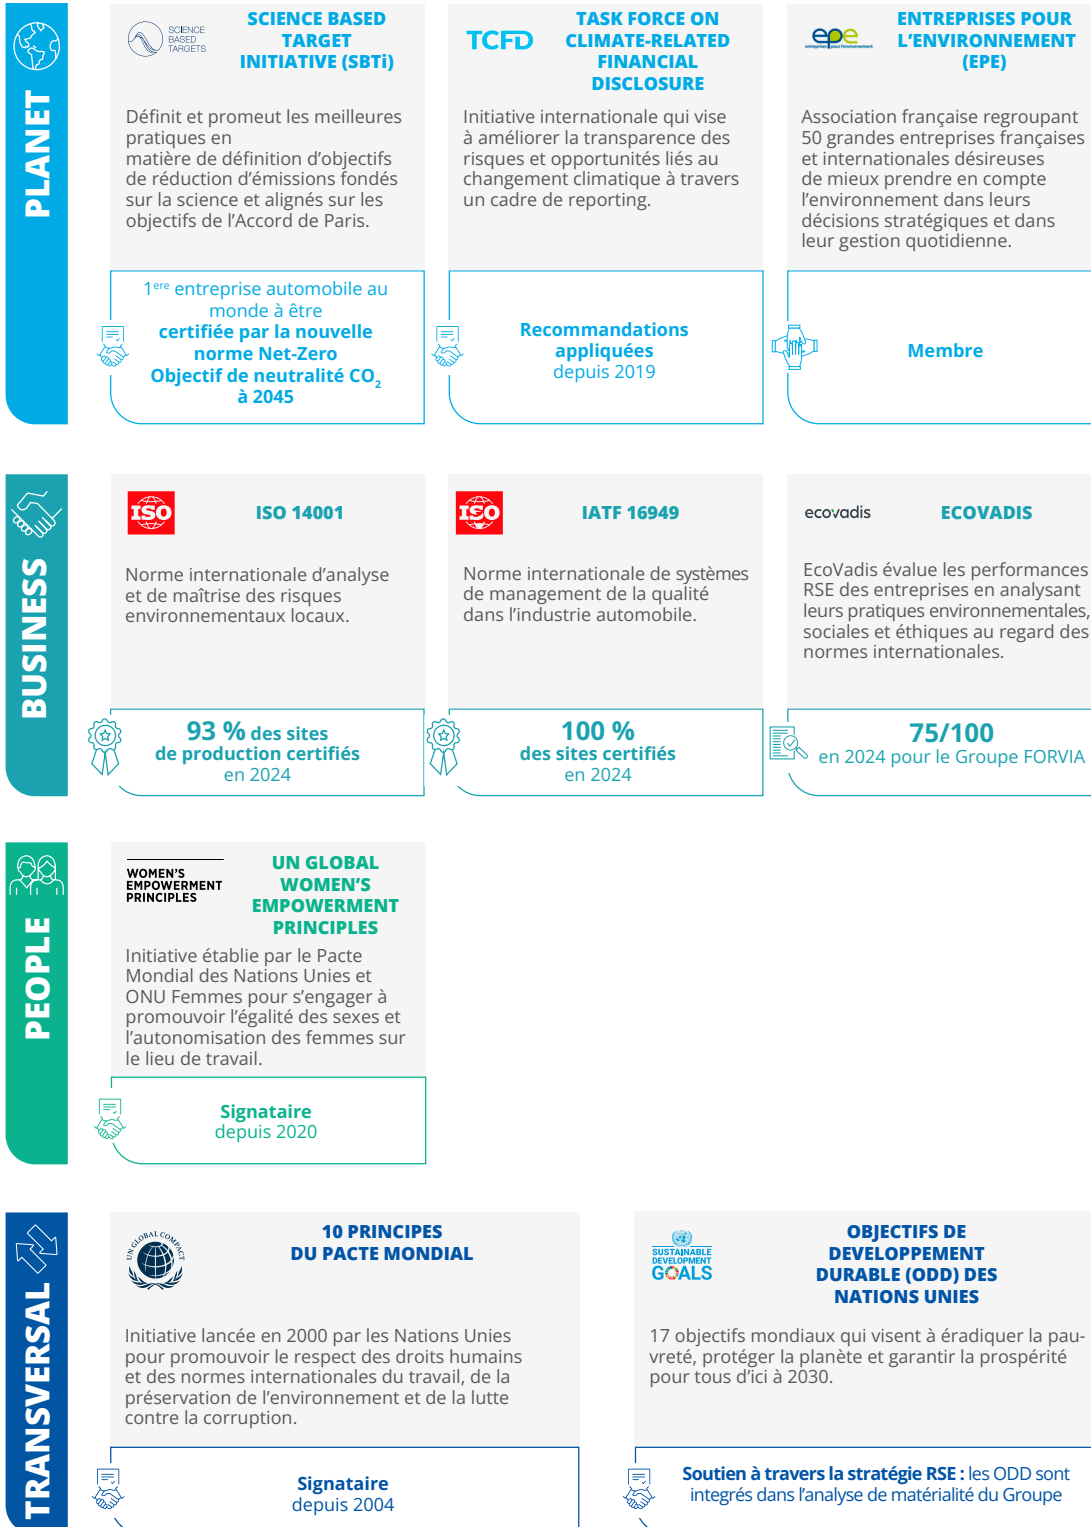 PLANET
SCIENCE
BASED
TARGETS
SCIENCE BASED
TARGET
INITIATIVE (SBTi)
Définit et promeut les meilleures
pratiques en
matière de définition d'objectifs
de réduction d'émissions fondés
sur la science et alignés sur les
objectifs de l'Accord de Paris.
1ere entreprise automobile au
monde à être
certifiée par la nouvelle
norme Net-Zero
Objectif de neutralité CO2
à 2045
TCFD
TASK FORCE ON
CLIMATE-RELATED
FINANCIAL
DISCLOSURE
Initiative internationale qui vise
à améliorer la transparence des
risques et opportunités liés au
changement climatique à travers
un cadre de reporting.
Recommandations
appliquées
depuis 2019
epe
entreprises pour l'environnement
ENTREPRISES POUR
L'ENVIRONNEMENT
(EPE)
Association française regroupant
50 grandes entreprises françaises
et internationales désireuses
de mieux prendre en compte
l'environnement dans leurs
décisions stratégiques et dans
leur gestion quotidienne.
Membre
BUSINESS
ISO
ISO 14001
Norme internationale d'analyse
et de maîtrise des risques
environnementaux locaux.
93 % des sites
de production certifiés
en 2024
ISO
IATF 16949
Norme internationale de systèmes
de management de la qualité
dans l'industrie automobile.
100 %
des sites certifiés
en 2024
ecovadis
ECOVADIS
EcoVadis évalue les performances
RSE des entreprises en analysant
leurs pratiques environnementales,
sociales et éthiques au regard des
normes internationales.
75/100
en 2024 pour le Groupe FORVIA
PEOPLE
WOMEN'S
EMPOWERMENT
PRINCIPLES
UN GLOBAL
WOMEN'S
EMPOWERMENT
PRINCIPLES
Initiative établie par le Pacte
Mondial des Nations Unies et
ONU Femmes pour s'engager à
promouvoir l'égalité des sexes et
l'autonomisation des femmes sur
le lieu de travail.
Signataire
depuis 2020
TRANSVERSAL
UN GLOBAL COMPACT
10 PRINCIPES
DU PACTE MONDIAL
Initiative lancée en 2000 par les Nations Unies
pour promouvoir le respect des droits humains
et des normes internationales du travail, de la
préservation de l'environnement et de la lutte
contre la corruption.
Signataire
depuis 2004
SUSTAINABLE
DEVELOPMENT
GOALS
OBJECTIFS DE
DEVELOPPEMENT
DURABLE (ODD) DES
NATIONS UNIES
17 objectifs mondiaux qui visent à éradiquer la pau-
vreté, protéger la planète et garantir la prospérité
pour tous d'ici à 2030.
Soutien à travers la stratégie RSE : les ODD sont
intégrés dans l'analyse de matérialité du Groupe